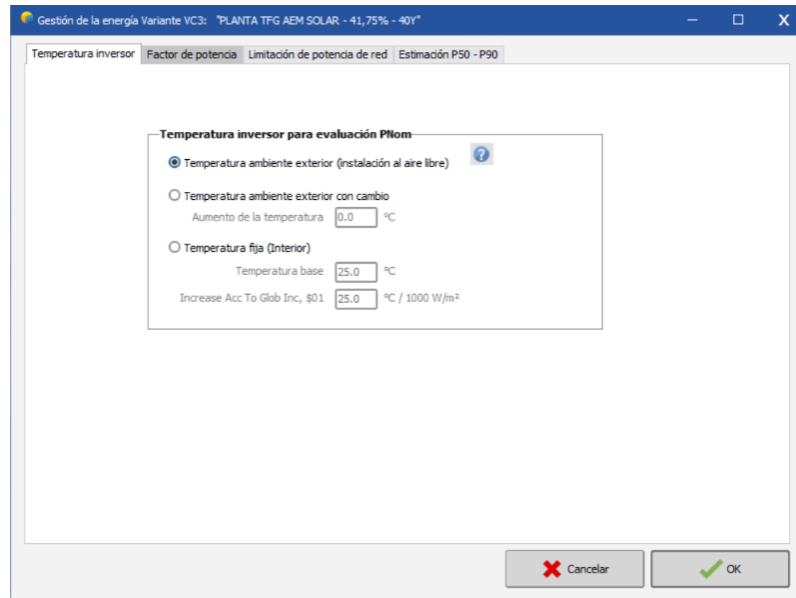 Gestión de la energía Variante VC3: "PLANTA TFG AEM SOLAR - 41,75% - 40Y"
Temperatura inversor Factor de potencia Limitación de potencia de red Estimación P50 - P90
Temperatura inversor para evaluación PNom
Temperatura ambiente exterior (instalación al aire libre) ?
Temperatura ambiente exterior con cambio
Aumento de la temperatura 0.0 ºC
Temperatura fija (Interior)
Temperatura base 25.0 ºC
Increase Acc To Glob Inc, $01 25.0 ºC / 1000 W/m²
Cancelar OK